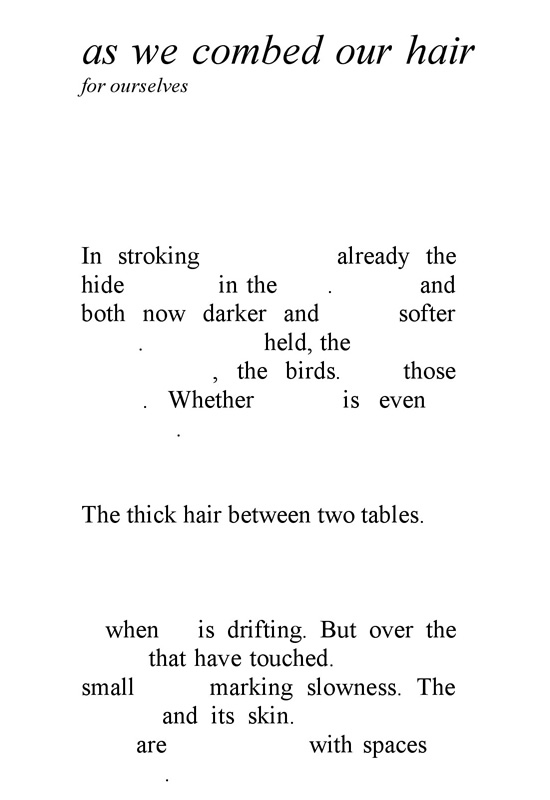 as we combed our hair
for ourselves
In stroking already the
hide in the . and
both now darker and softer
. held, the
, the birds. those
. Whether is even
.
The thick hair between two tables.
when is drifting. But over the
that have touched.
small marking slowness. The
and its skin.
are with spaces
.